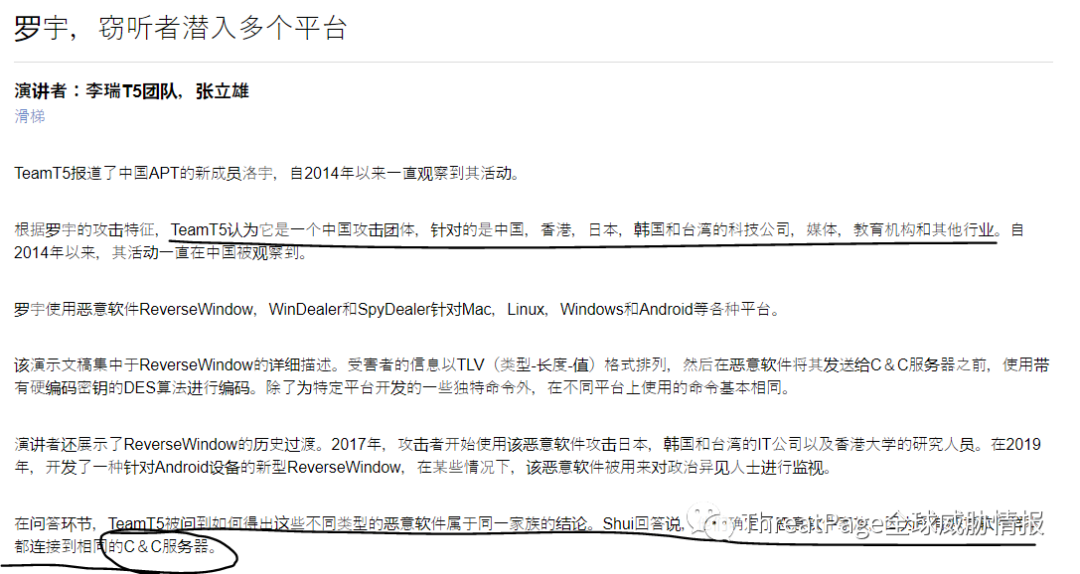 罗宇，窃听者潜入多个平台
演讲者：李瑞T5团队，张立雄
滑梯
TeamT5报道了中国APT的新成员洛宇，自2014年以来一直观察到其活动。
根据罗宇的攻击特征，TeamT5认为它是一个中国攻击团体，针对的是中国，香港，日本，韩国和台湾的科技公司，媒体，教育机构和其他行业。自
2014年以来，其活动一直在中国被观察到。
罗宇使用恶意软件ReverseWindow，WinDealer和SpyDealer针对Mac，Linux，Windows和Android等各种平台。
该演示文稿集中于ReverseWindow的详细描述。受害者的信息以TLV（类型-长度-值）格式排列，然后在恶意软件将其发送给C＆C服务器之前，使用带
有硬编码密钥的DES算法进行编码。除了为特定平台开发的一些独特命令外，在不同平台上使用的命令基本相同。
演讲者还展示了ReverseWindow的历史过渡。2017年，攻击者开始使用该恶意软件攻击日本，韩国和台湾的IT公司以及香港大学的研究人员。在2019
年，开发了一种针对Android设备的新型ReverseWindow，在某些情况下，该恶意软件被用来对政治异见人士进行监视。
在问答环节，TeamT5被问到如何得出这些不同类型的恶意软件属于同一家族的结论。Shui回答说，
ThreatPage全球威胁情报
都连接到相同的C＆C服务器。